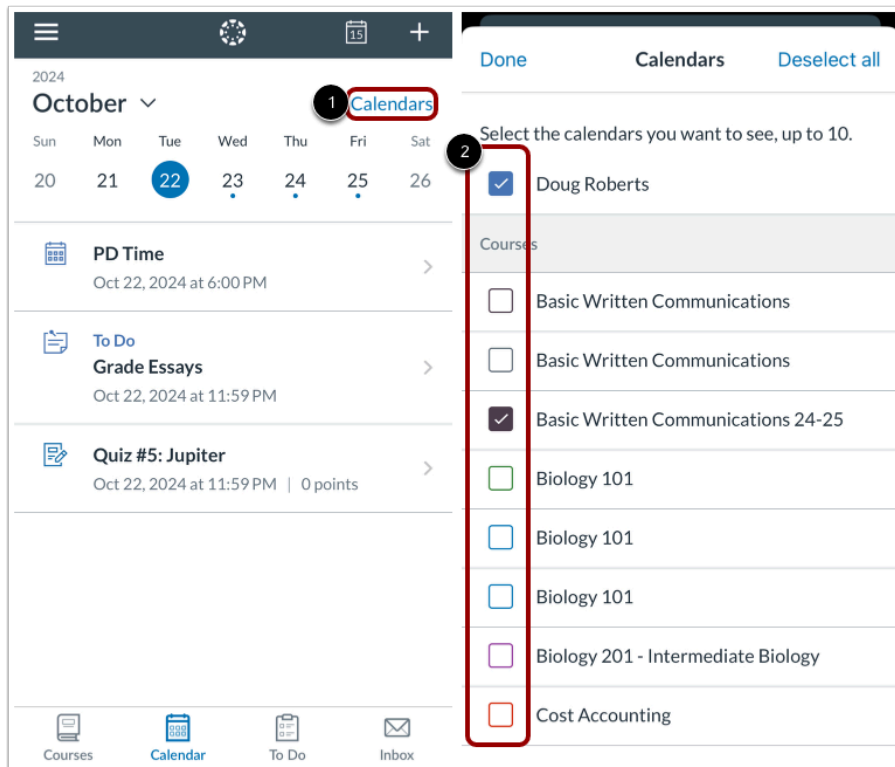 15
2024
October
1
Calendars
Sun Mon Tue Wed Thu Fri Sat
20 21 22 23 24 25 26
PD Time
Oct 22, 2024 at 6:00 PM
To Do
Grade Essays
Oct 22, 2024 at 11:59 PM
Quiz #5: Jupiter
Oct 22, 2024 at 11:59 PM | 0 points
Courses Calendar To Do Inbox
Done Calendars Deselect all
Select the calendars you want to see, up to 10.
2
Doug Roberts
Courses
Basic Written Communications
Basic Written Communications
Basic Written Communications 24-25
Biology 101
Biology 101
Biology 101
Biology 201 - Intermediate Biology
Cost Accounting